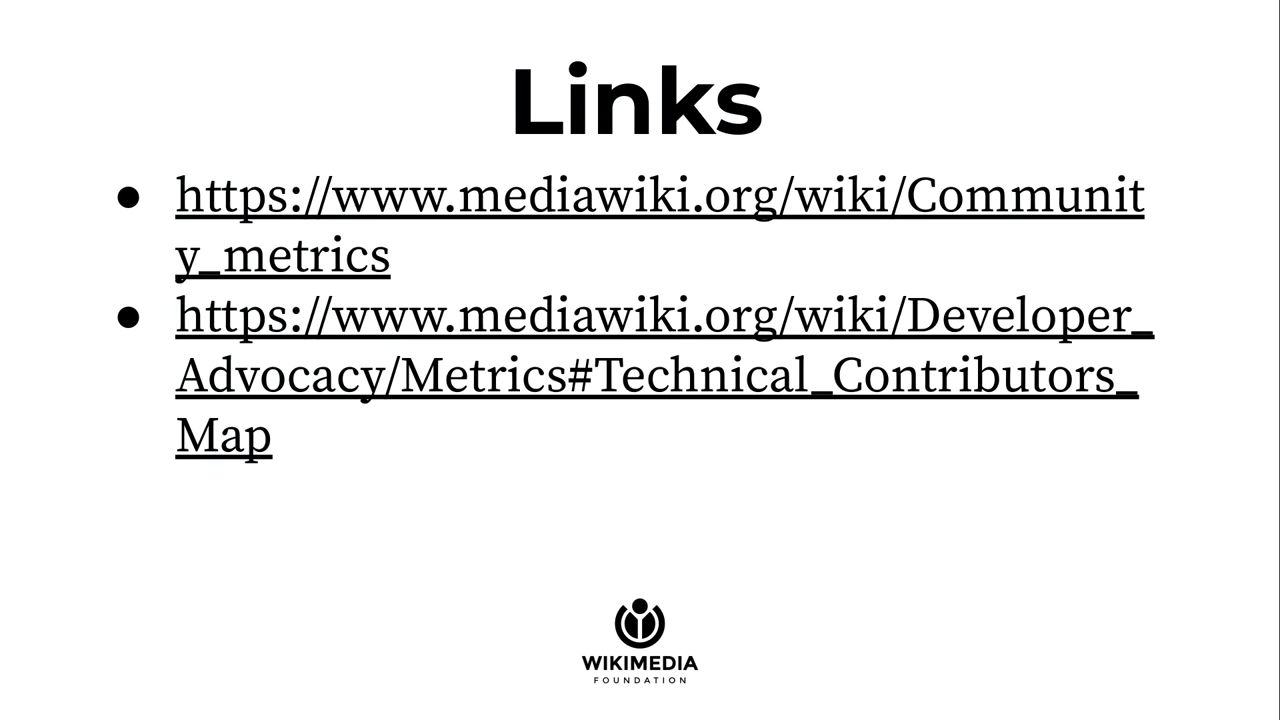 Links
● https://www.mediawiki.org/wiki/Communit
y_metrics
● https://www.mediawiki.org/wiki/Developer_
Advocacy/Metrics#Technical_Contributors_
Map
WIKIMEDIA
FOUNDATION